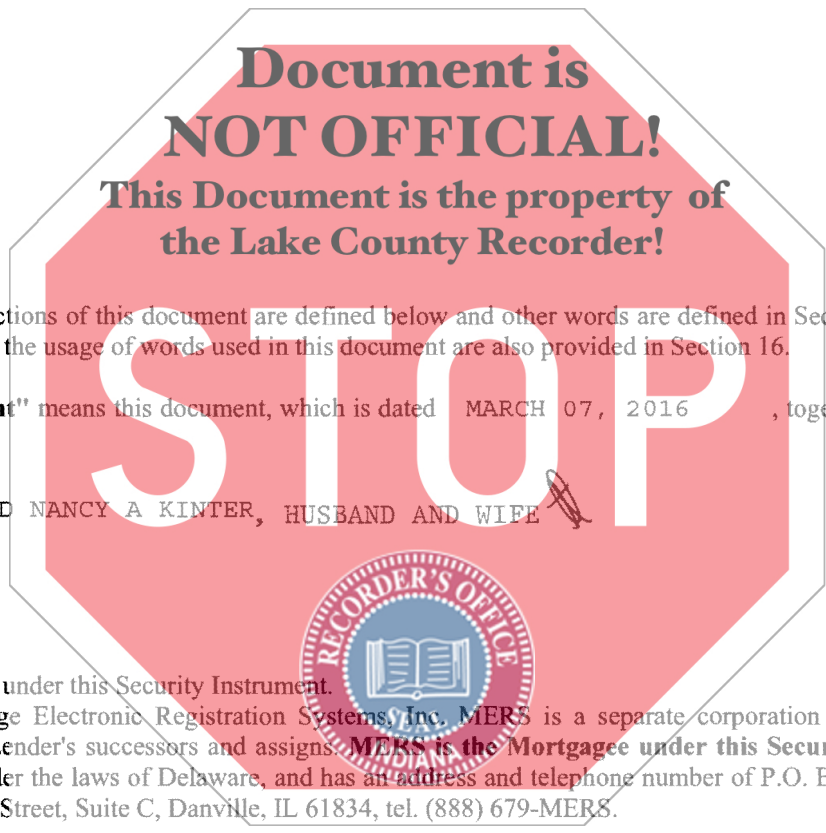 Document is
NOT OFFICIAL!
This Document is the property of
the Lake County Recorder!
STOP
ctions of this document are defined below and other words are defined in Sec
the usage of words used in this document are also provided in Section 16.
t" means this document, which is dated MARCH 07, 2016 , toge
D NANCY A KINTER, HUSBAND AND WIFE
RECORDER'S OFFICE
SEAL
INDIANA
under this Security Instrument.
ge Electronic Registration Systems, Inc. MERS is a separate corporation
ender's successors and assigns. MERS is the Mortgagee under this Secur
er the laws of Delaware, and has an address and telephone number of P.O. B
Street, Suite C, Danville, IL 61834, tel. (888) 679-MERS.